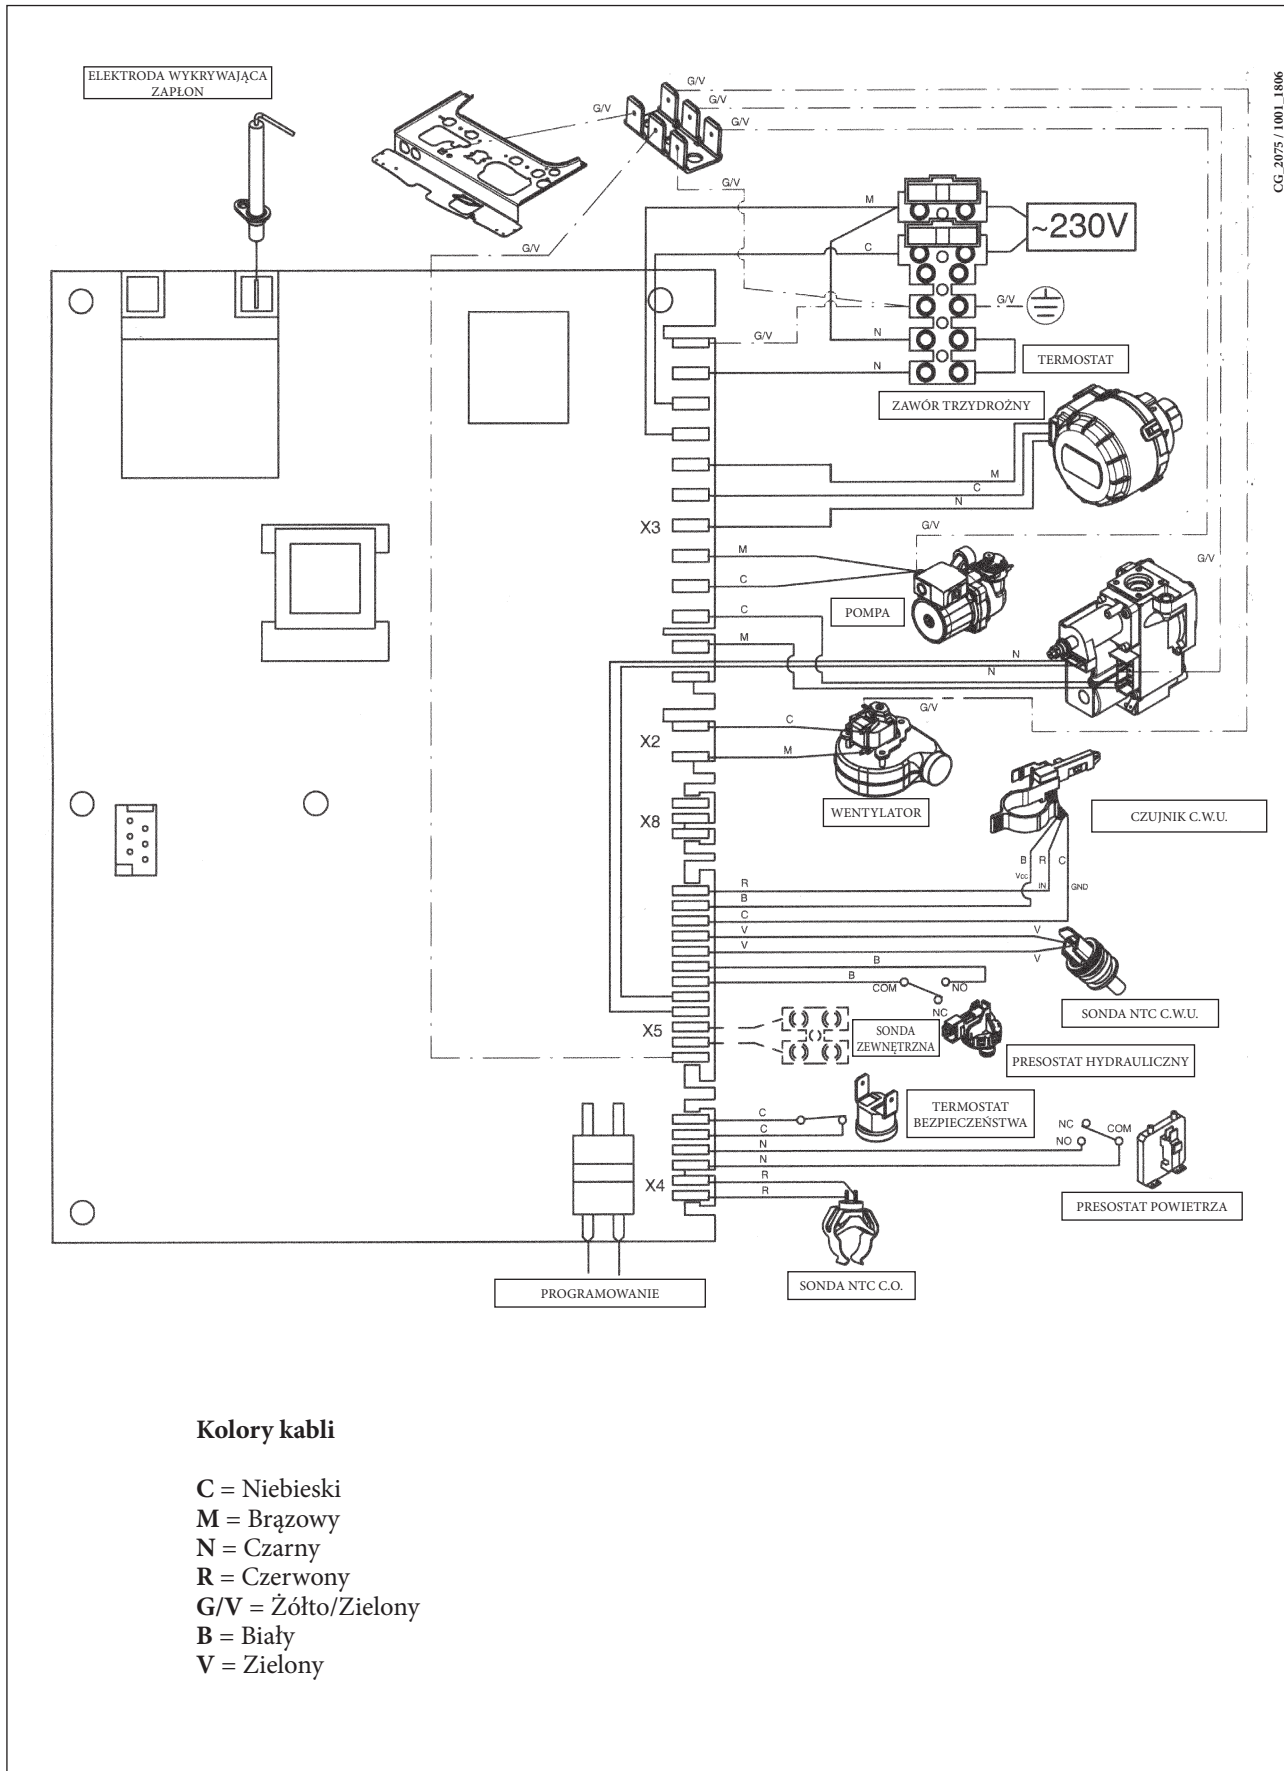 CG_2075 / 1001_1806
ELEKTRODA WYKRYWAJĄCA
ZAPŁON
G/V
G/V
G/V
G/V
G/V
G/V
M
~230V
C
G/V
G/V
N
TERMOSTAT
N
ZAWÓR TRZYDROŻNY
M
C
N
X3
G/V
M
G/V
C
POMPA
C
M
N
N
G/V
C
X2
M
WENTYLATOR
X8
CZUJNIK C.W.U.
B R C
Vcc
IN
GND
R
B
C
V
V
V
V
B
B
COM
NO
NC
SONDA NTC C.W.U.
X5
SONDA
ZEWNĘTRZNA
PRESOSTAT HYDRAULICZNY
C
C
N
N
TERMOSTAT
BEZPIECZEŃSTWA
NC
COM
NO
R
X4
R
PRESOSTAT POWIETRZA
SONDA NTC C.O.
PROGRAMOWANIE
Kolory kabli
C = Niebieski
M = Brązowy
N = Czarny
R = Czerwony
G/V = Żółto/Zielony
B = Biały
V = Zielony